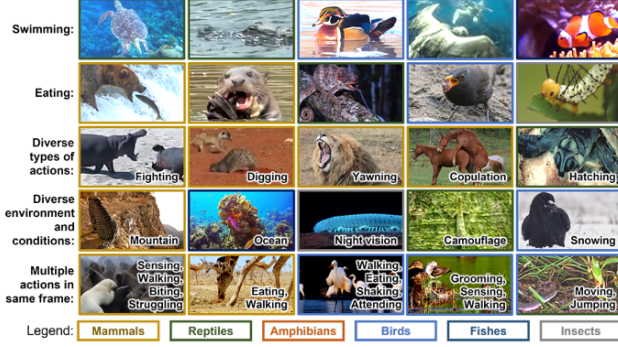 Swimming:
Eating:
Diverse
types of
actions:
Fighting
Digging
Yawning
Copulation
Hatching
Diverse
environment
and
conditions:
Mountain
Ocean
Night vision
Camouflage
Snowing
Multiple
actions in
same frame:
Sensing,
Walking,
Biting,
Struggling
Eating,
Walking,
Walking,
Eating,
Shaking,
Attending
Grooming,
Sensing,
Walking
Moving,
Jumping
Legend:
Mammals
Reptiles
Amphibians
Birds
Fishes
Insects